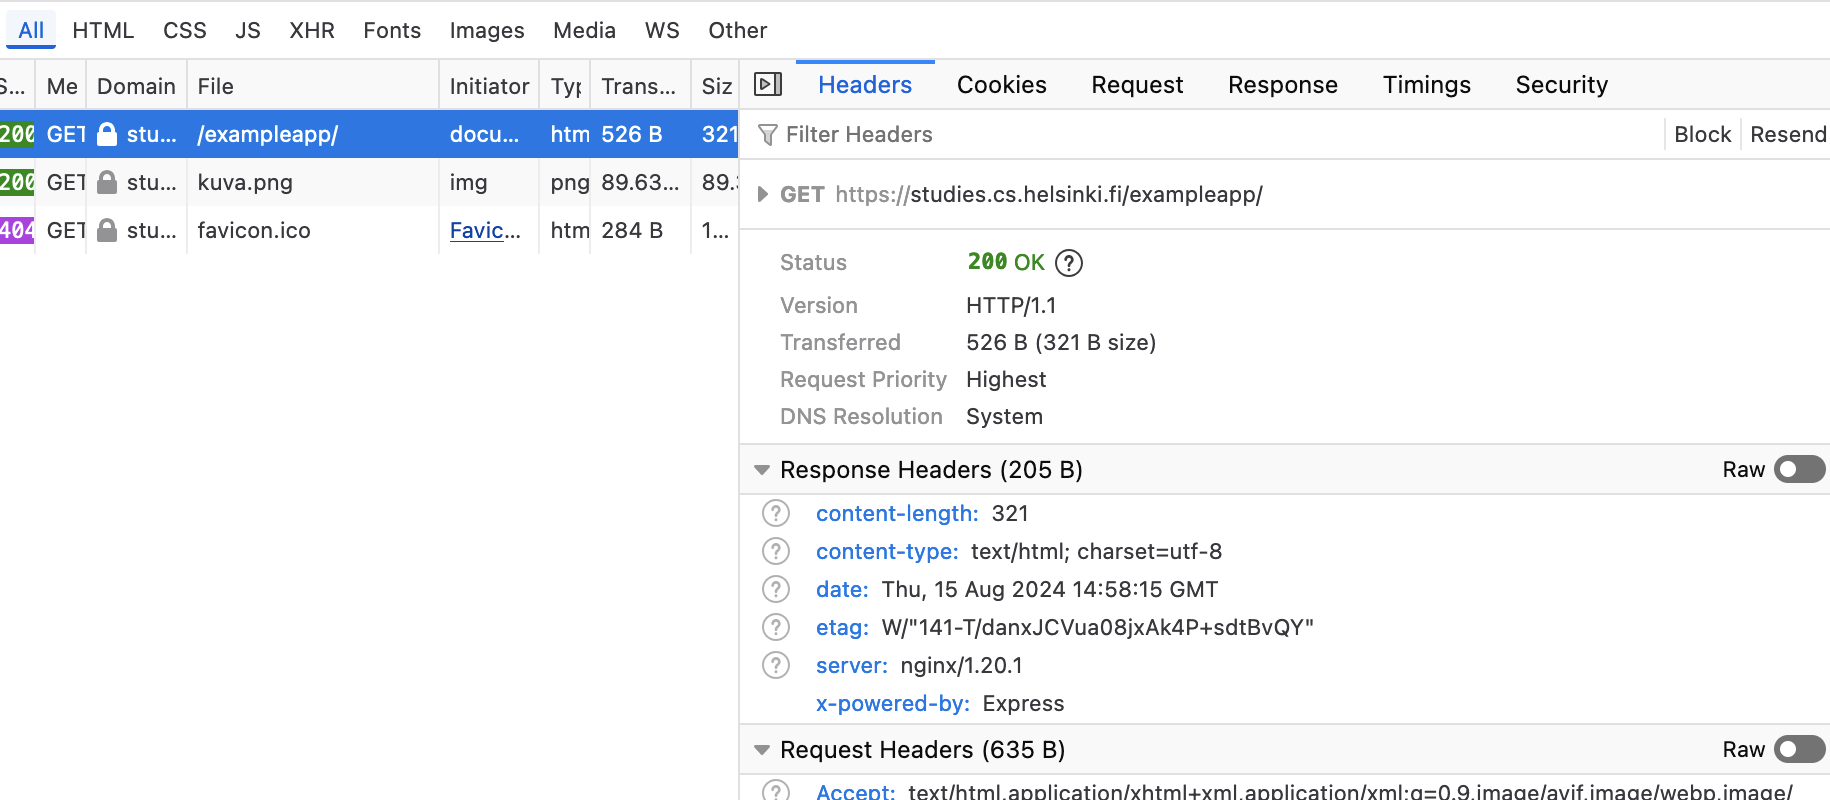 All HTML CSS JS XHR Fonts Images Media WS Other
S... Me Domain File Initiator Typ Trans... Siz
Headers Cookies Request Response Timings Security
200 GET stu... /exampleapp/ docu... htm 526 B 321
200 GET stu... kuva.png img png 89.63... 89.
404 GET stu... favicon.ico Favic... htm 284 B 1...
Filter Headers Block Resend
GET https://studies.cs.helsinki.fi/exampleapp/
Status 200 OK ?
Version HTTP/1.1
Transferred 526 B (321 B size)
Request Priority Highest
DNS Resolution System
Response Headers (205 B) Raw
? content-length: 321
? content-type: text/html; charset=utf-8
? date: Thu, 15 Aug 2024 14:58:15 GMT
? etag: W/"141-T/danxJCVua08jxAk4P+sdtBvQY"
? server: nginx/1.20.1
x-powered-by: Express
Request Headers (635 B) Raw
? Accept: text/html,application/xhtml+xml,application/xml;q=0.9,image/avif,image/webp,image/